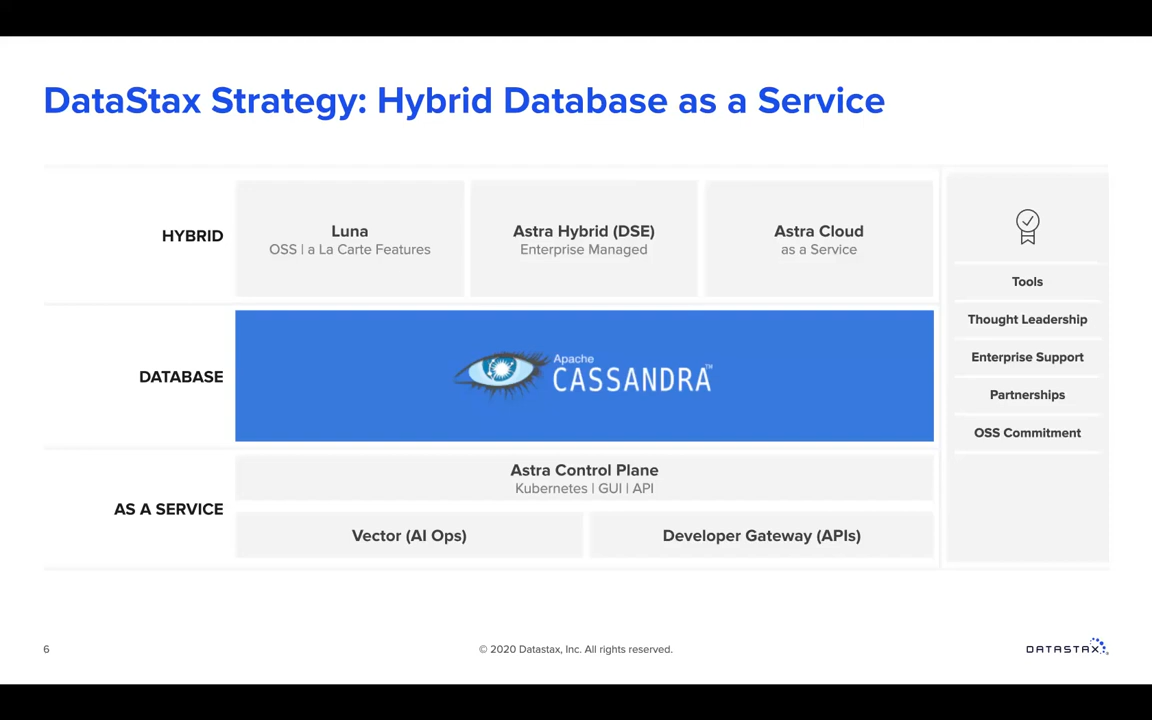 DataStax Strategy: Hybrid Database as a Service
HYBRID
Luna
OSS | a La Carte Features
Astra Hybrid (DSE)
Enterprise Managed
Astra Cloud
as a Service
DATABASE
Apache
CASSANDRA™
AS A SERVICE
Astra Control Plane
Kubernetes | GUI | API
Vector (AI Ops)
Developer Gateway (APIs)
Tools
Thought Leadership
Enterprise Support
Partnerships
OSS Commitment
6
© 2020 Datastax, Inc. All rights reserved.
DATASTAX